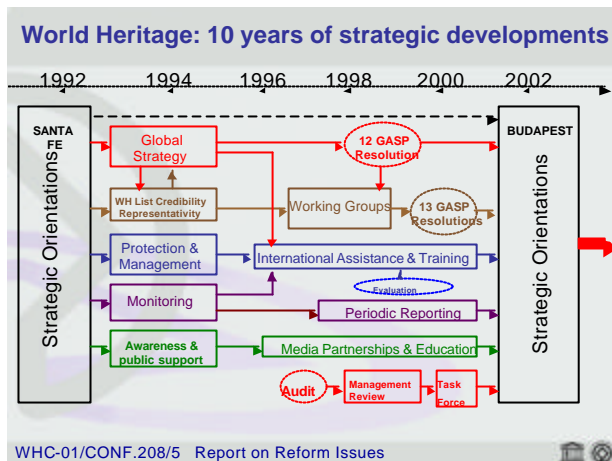 World Heritage: 10 years of strategic developments
1992 1994 1996 1998 2000 2002
SANTA
FE
Strategic Orientations
Global
Strategy
12 GASP
Resolution
BUDAPEST
Strategic Orientations
WH List Credibility
Representativity
Working Groups
13 GASP
Resolutions
Protection &
Management
International Assistance & Training
Evaluation
Monitoring
Periodic Reporting
Awareness &
public support
Media Partnerships & Education
Audit
Management
Review
Task
Force
WHC-01/CONF.208/5 Report on Reform Issues